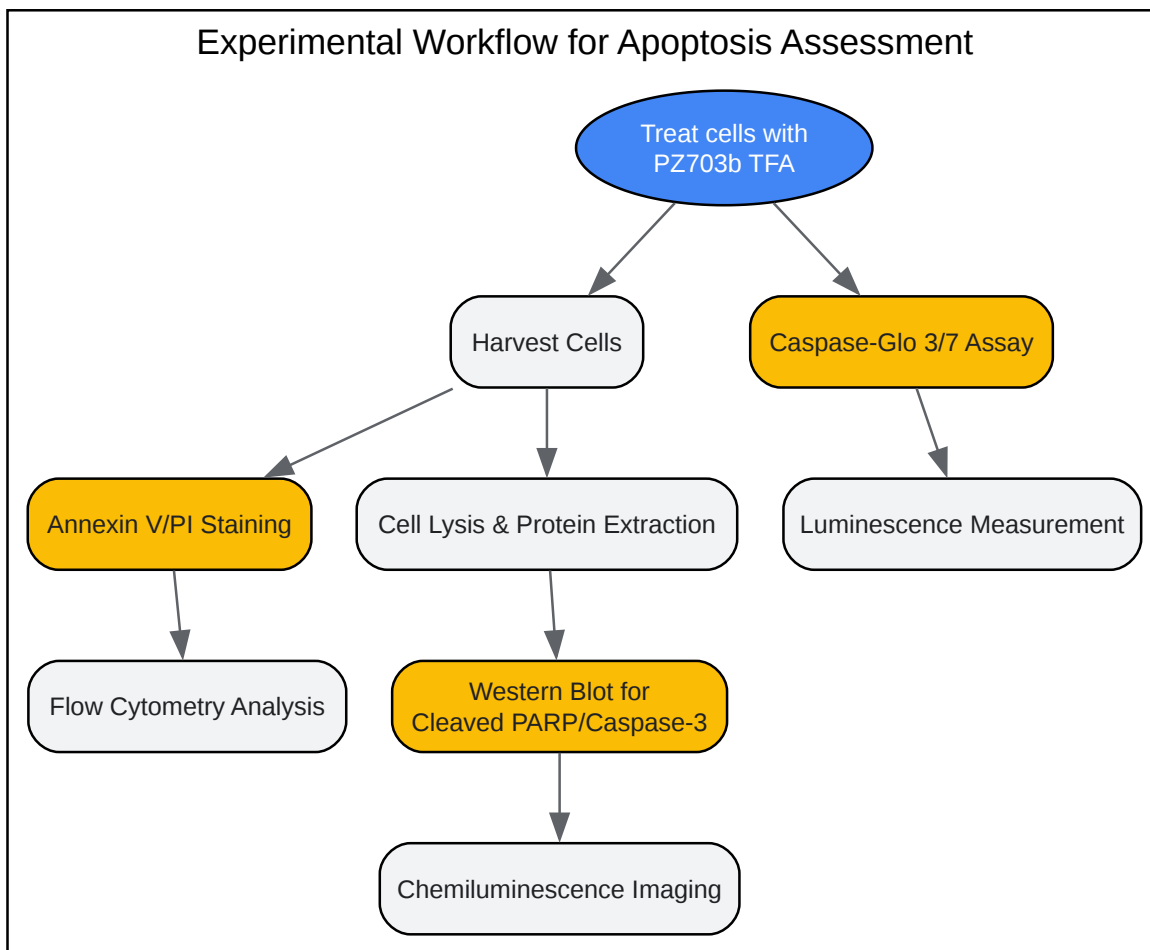 Experimental Workflow for Apoptosis Assessment
Treat cells with
PZ703b TFA
Harvest Cells
Caspase-Glo 3/7 Assay
Annexin V/PI Staining
Cell Lysis & Protein Extraction
Luminescence Measurement
Flow Cytometry Analysis
Western Blot for
Cleaved PARP/Caspase-3
Chemiluminescence Imaging